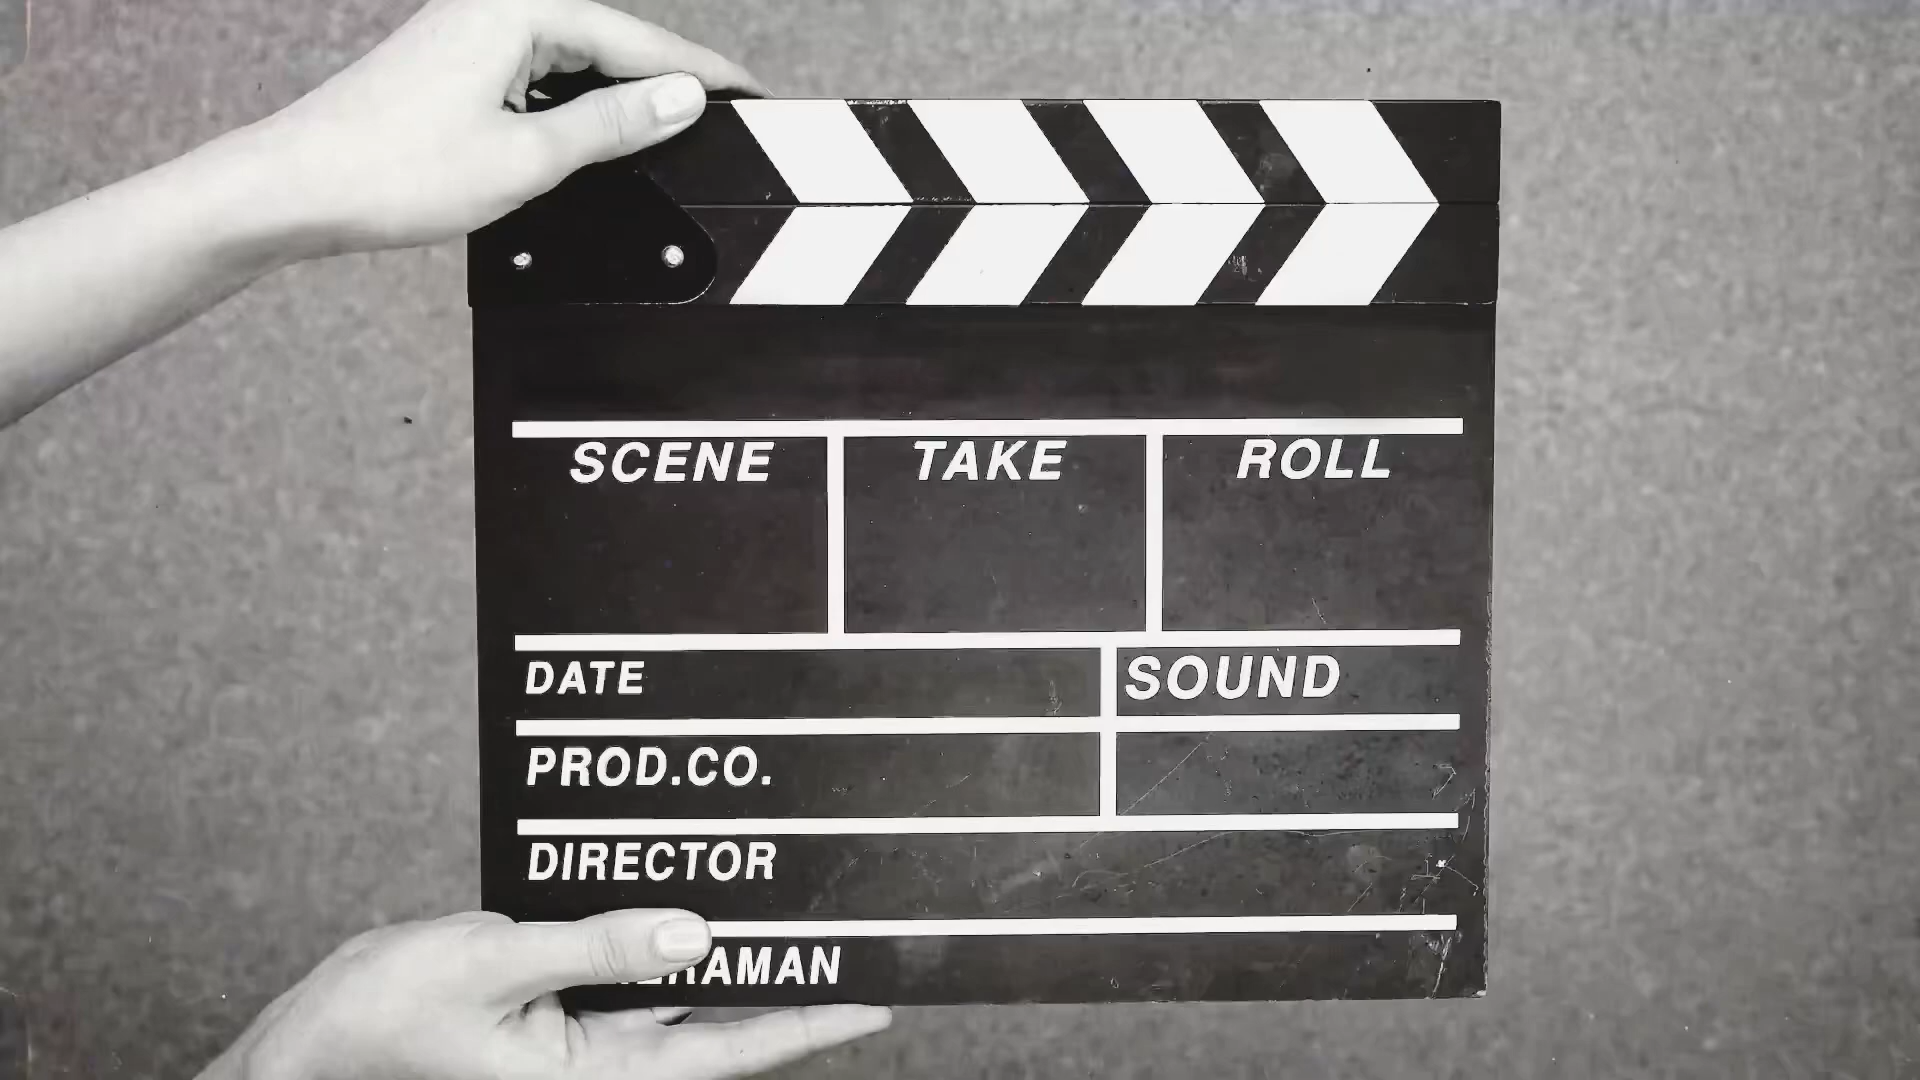 SCENE TAKE ROLL
DATE SOUND
PROD.CO.
DIRECTOR